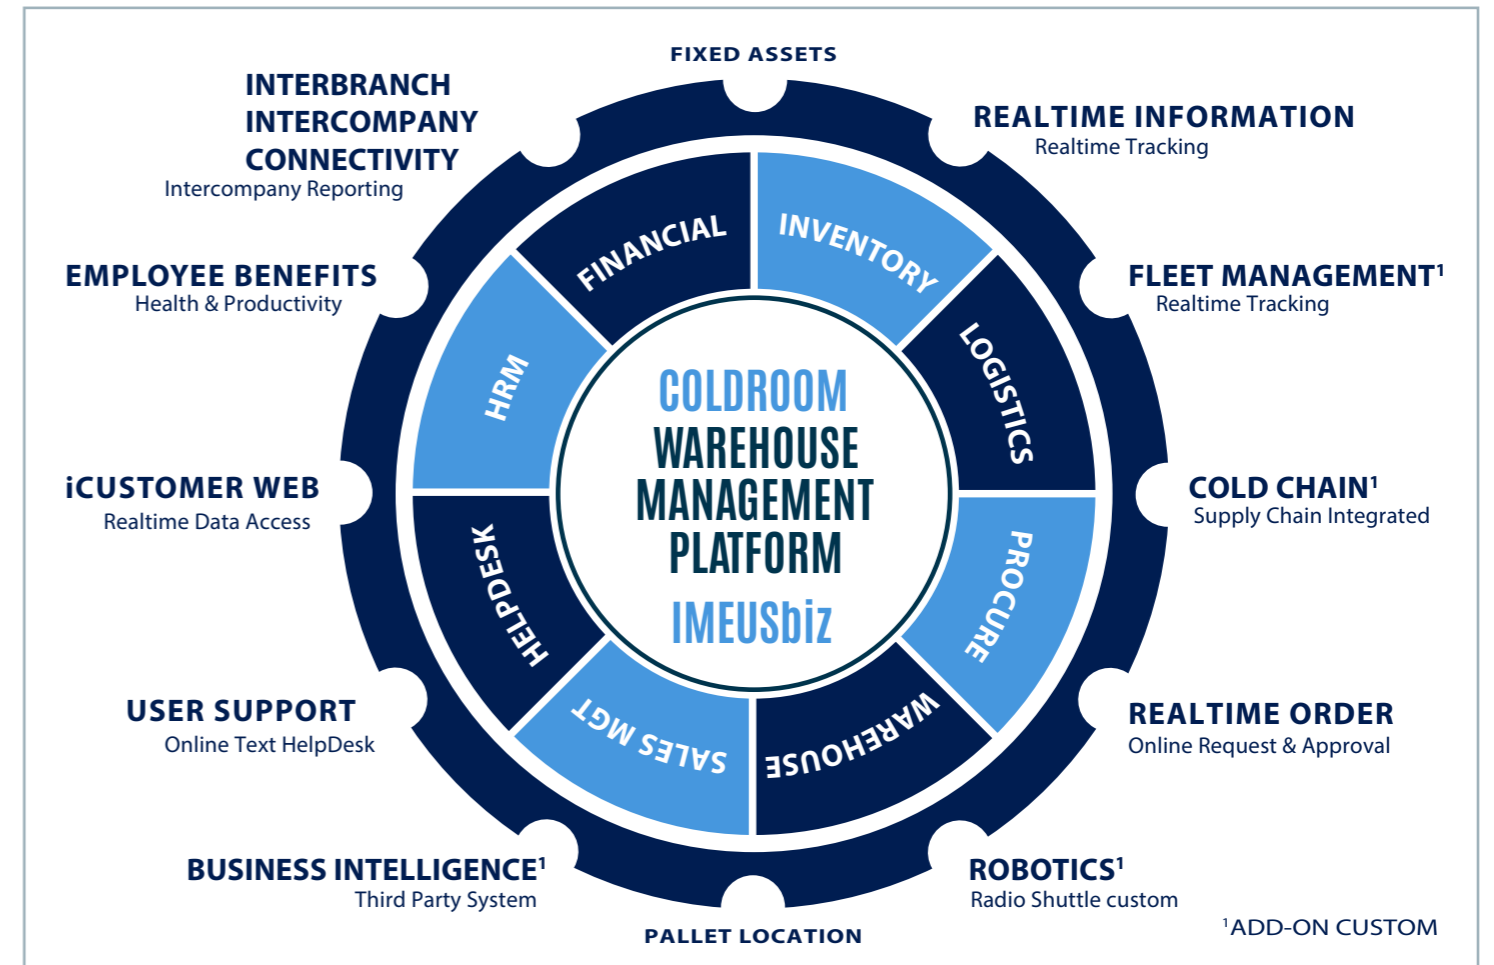 FIXED ASSETS
INTERBRANCH
INTERCOMPANY
CONNECTIVITY
Intercompany Reporting
REALTIME INFORMATION
Realtime Tracking
EMPLOYEE BENEFITS
Health & Productivity
FLEET MANAGEMENT¹
Realtime Tracking
iCUSTOMER WEB
Realtime Data Access
COLD CHAIN¹
Supply Chain Integrated
USER SUPPORT
Online Text HelpDesk
REALTIME ORDER
Online Request & Approval
BUSINESS INTELLIGENCE¹
Third Party System
ROBOTICS¹
Radio Shuttle custom
PALLET LOCATION
¹ADD-ON CUSTOM
FINANCIAL
INVENTORY
LOGISTICS
PROCURE
WAREHOUSE
SALES MGT
HELPDESK
HRM
COLDROOM
WAREHOUSE
MANAGEMENT
PLATFORM
IMEUSbiz